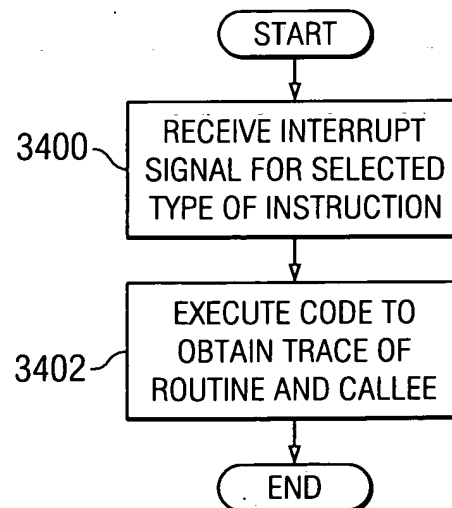 START
3400
RECEIVE INTERRUPT
SIGNAL FOR SELECTED
TYPE OF INSTRUCTION
3402
EXECUTE CODE TO
OBTAIN TRACE OF
ROUTINE AND CALLEE
END